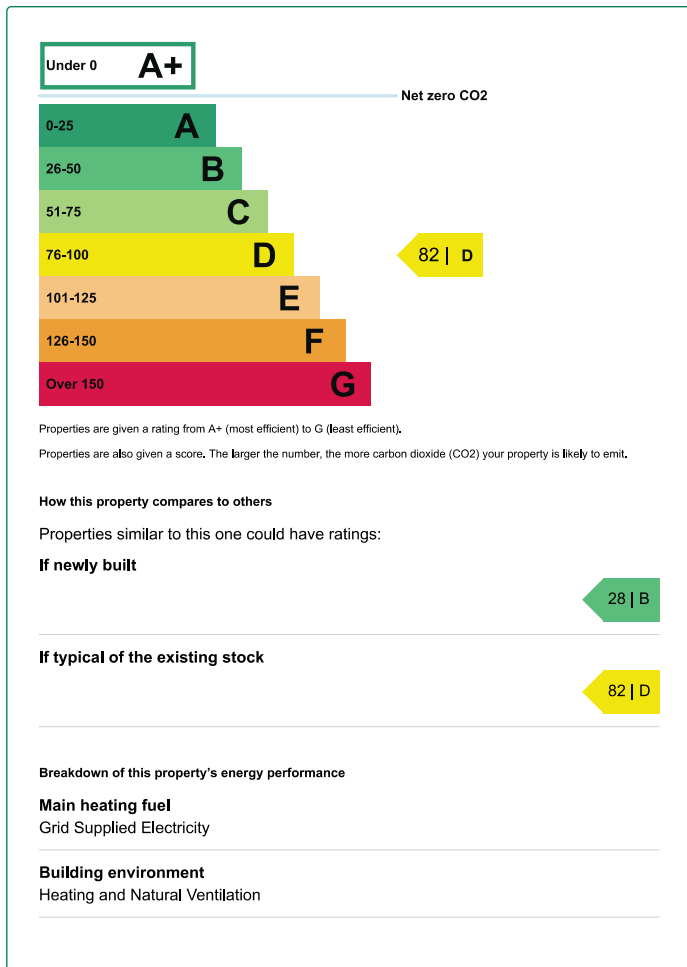 Under 0 A+
Net zero CO2
0-25 A
26-50 B
51-75 C
76-100 D 82 | D
101-125 E
126-150 F
Over 150 G
Properties are given a rating from A+ (most efficient) to G (least efficient).
Properties are also given a score. The larger the number, the more carbon dioxide (CO2) your property is likely to emit.
How this property compares to others
Properties similar to this one could have ratings:
If newly built
28 | B
If typical of the existing stock
82 | D
Breakdown of this property's energy performance
Main heating fuel
Grid Supplied Electricity
Building environment
Heating and Natural Ventilation